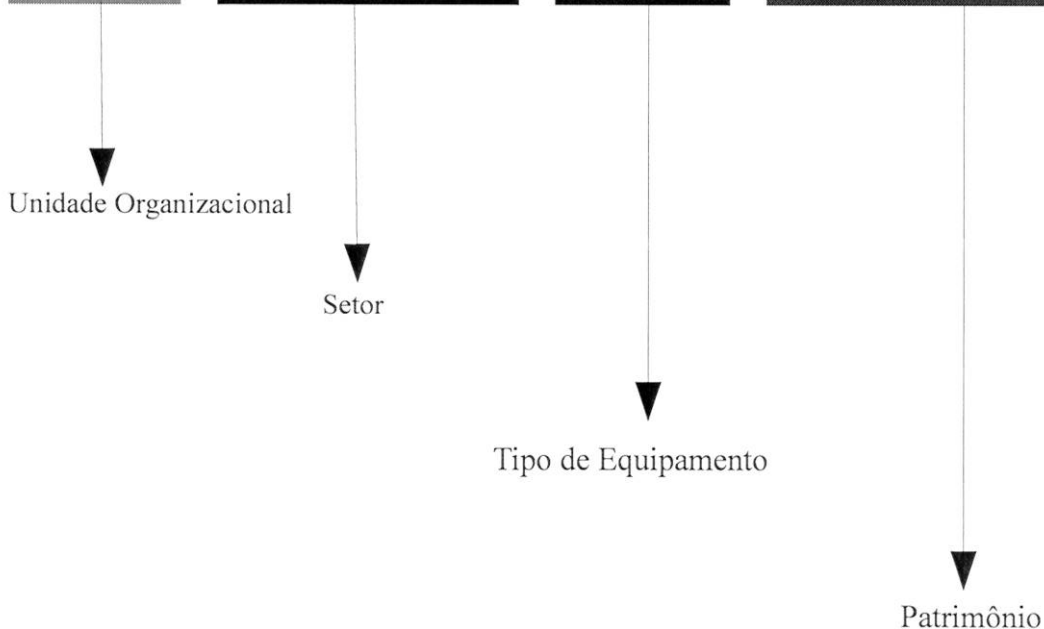 Unidade Organizacional
Setor
Tipo de Equipamento
Patrimônio